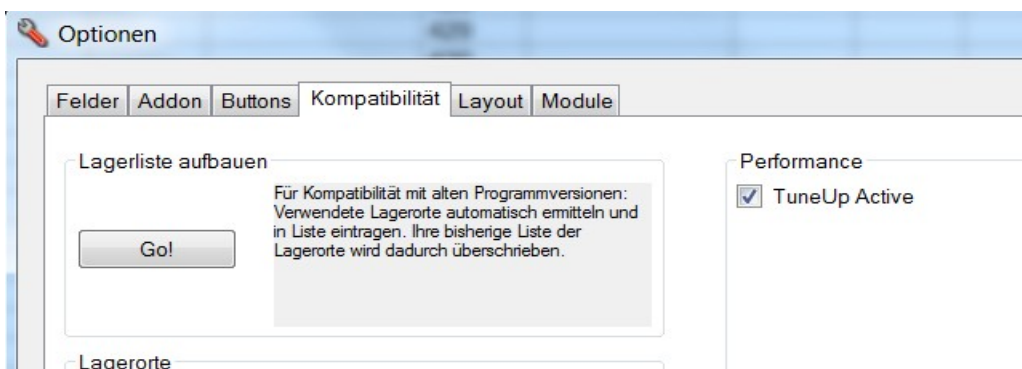 Optionen
Felder Addon Buttons Kompatibilität Layout Module
Lagerliste aufbauen
Für Kompatibilität mit alten Programmversionen:
Verwendete Lagerorte automatisch ermitteln und
in Liste eintragen. Ihre bisherige Liste der
Lagerorte wird dadurch überschrieben.
Go!
Performance
TuneUp Active
Lagerorte